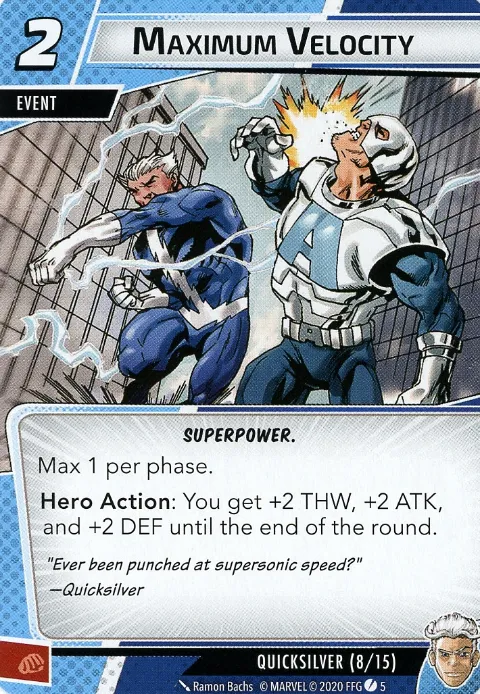 2
MAXIMUM VELOCITY
EVENT
A
SUPERPOWER.
Max 1 per phase.
Hero Action: You get +2 THW, +2 ATK,
and +2 DEF until the end of the round.
"Ever been punched at supersonic speed?"
—Quicksilver
QUICKSILVER (8/15)
Ramon Bachs © MARVEL © 2020 FFG 5